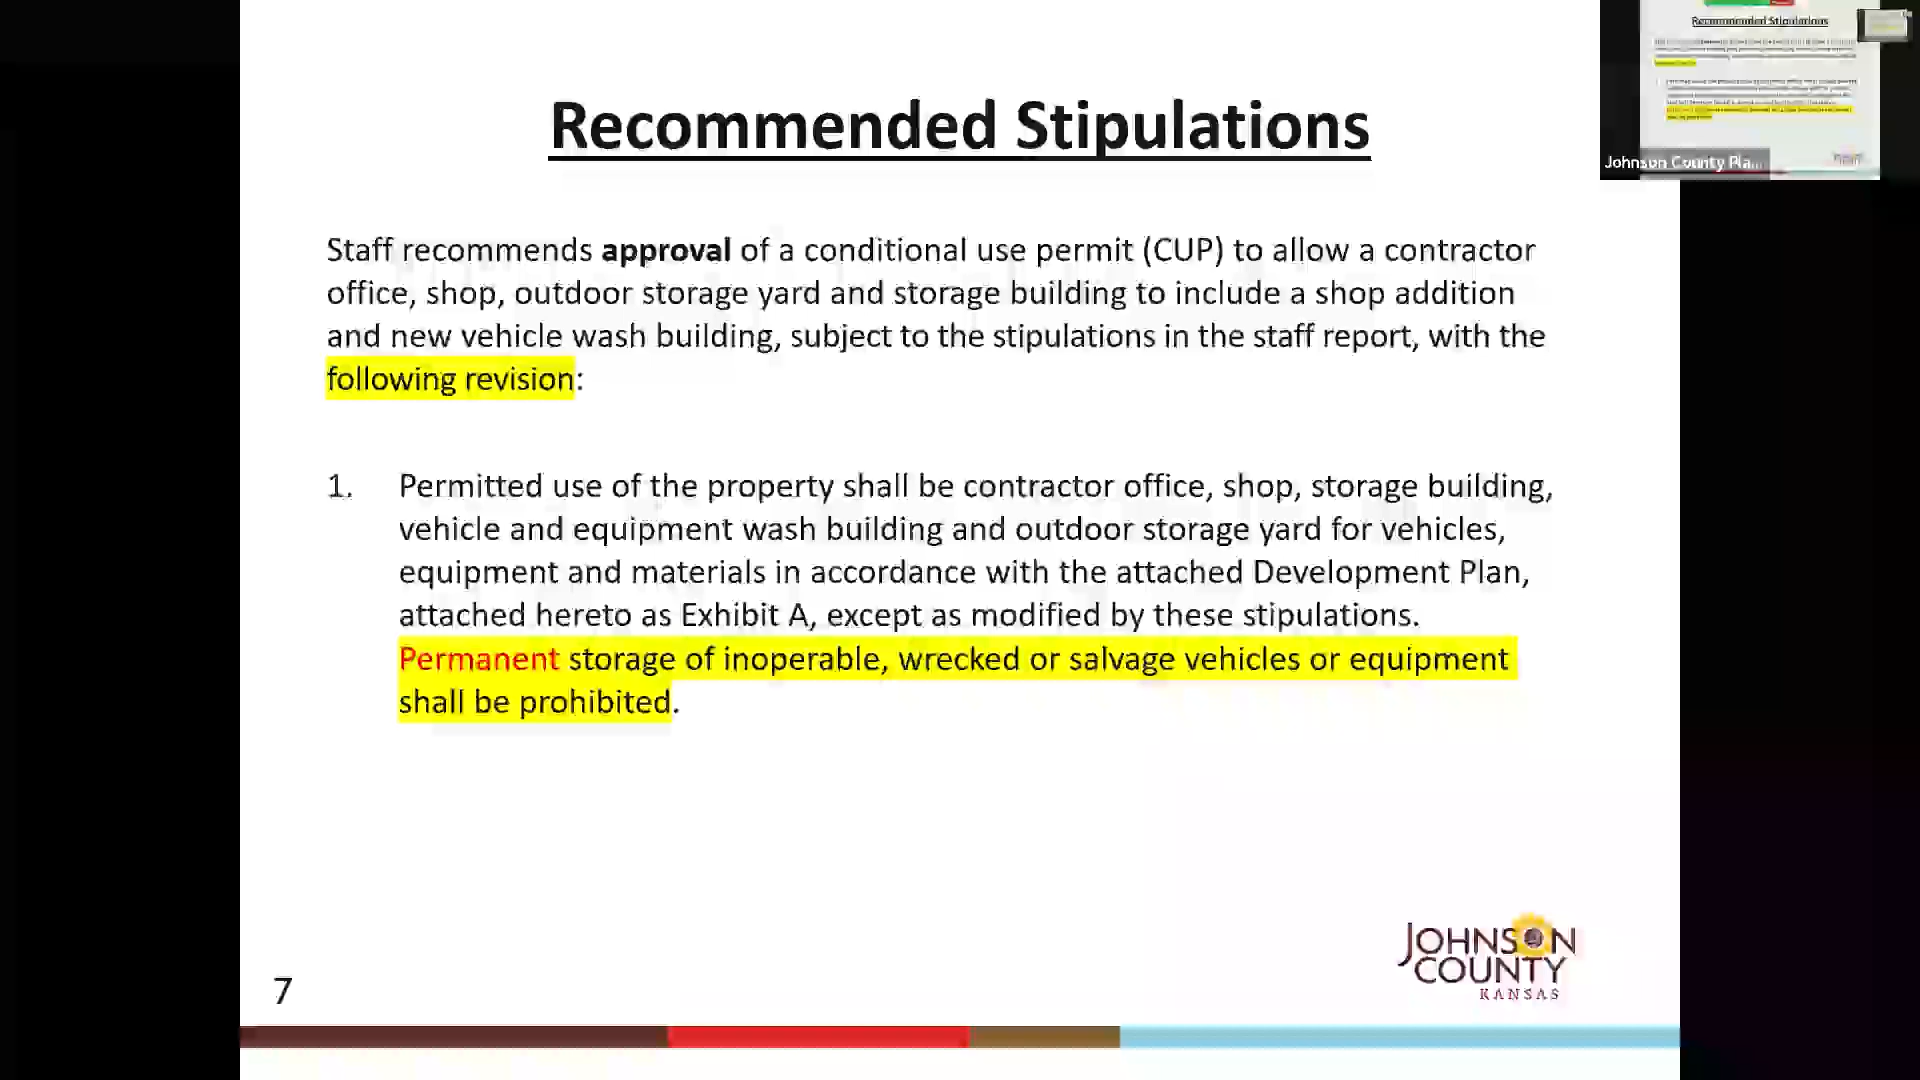 Recommended Stipulations
Staff recommends approval of a conditional use permit (CUP) to allow a contractor
office, shop, outdoor storage yard and storage building to include a shop addition
and new vehicle wash building, subject to the stipulations in the staff report, with the
following revision:
1. Permitted use of the property shall be contractor office, shop, storage building,
vehicle and equipment wash building and outdoor storage yard for vehicles,
equipment and materials in accordance with the attached Development Plan,
attached hereto as Exhibit A, except as modified by these stipulations.
Permanent storage of inoperable, wrecked or salvage vehicles or equipment
shall be prohibited.
7
JOHNSON
COUNTY
KANSAS
Recommended Stipulations
Johnson County Pla...